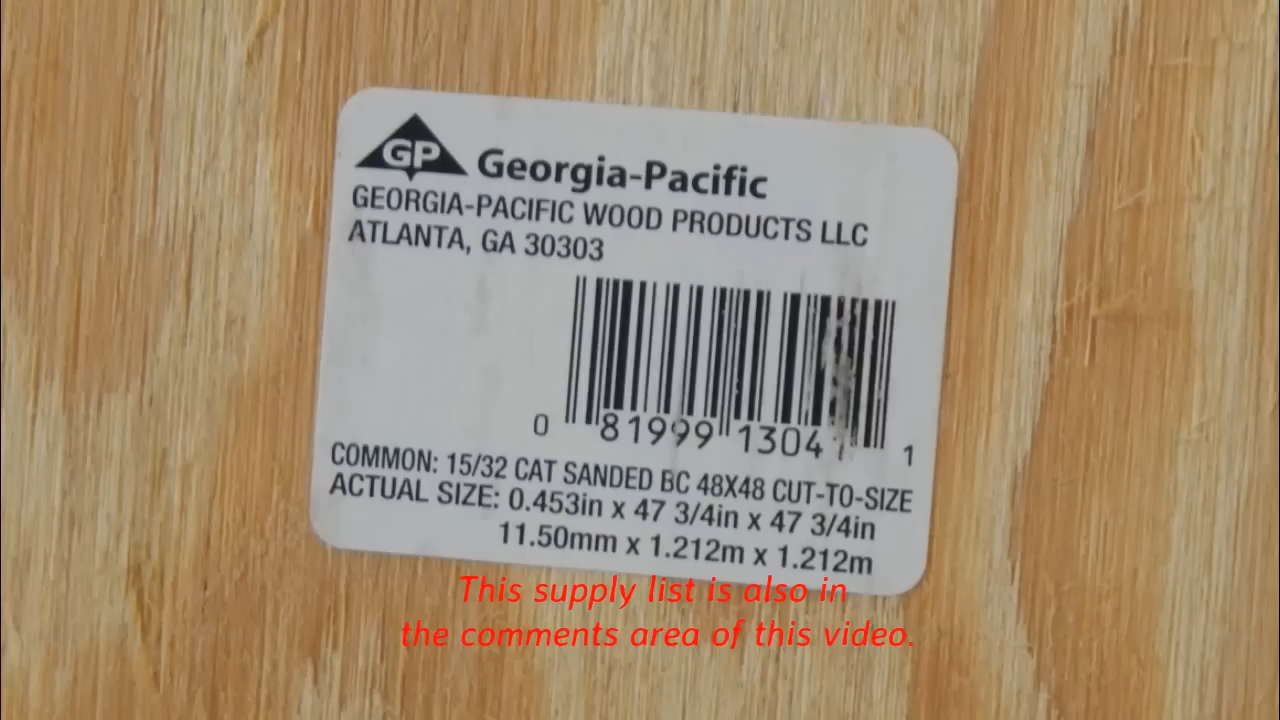 GP Georgia-Pacific
GEORGIA-PACIFIC WOOD PRODUCTS LLC
ATLANTA, GA 30303
0 81999 1304 1
COMMON: 15/32 CAT SANDED BC 48X48 CUT-TO-SIZE
ACTUAL SIZE: 0.453in x 47 3/4in x 47 3/4in
11.50mm x 1.212m x 1.212m
This supply list is also in
the comments area of this video.